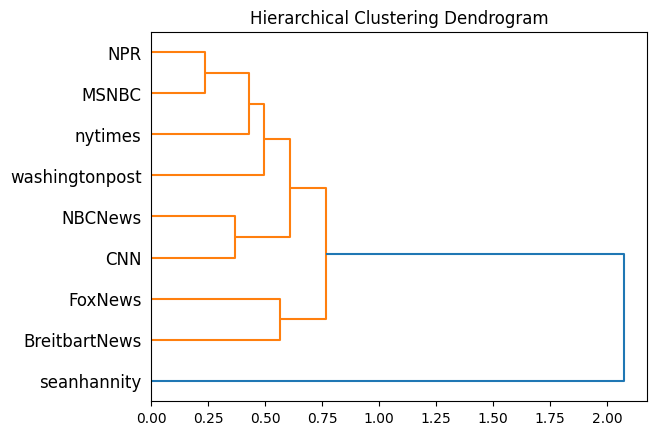 Hierarchical Clustering Dendrogram
NPR
MSNBC
nytimes
washingtonpost
NBCNews
CNN
FoxNews
BreitbartNews
seanhannity
0.00 0.25 0.50 0.75 1.00 1.25 1.50 1.75 2.00